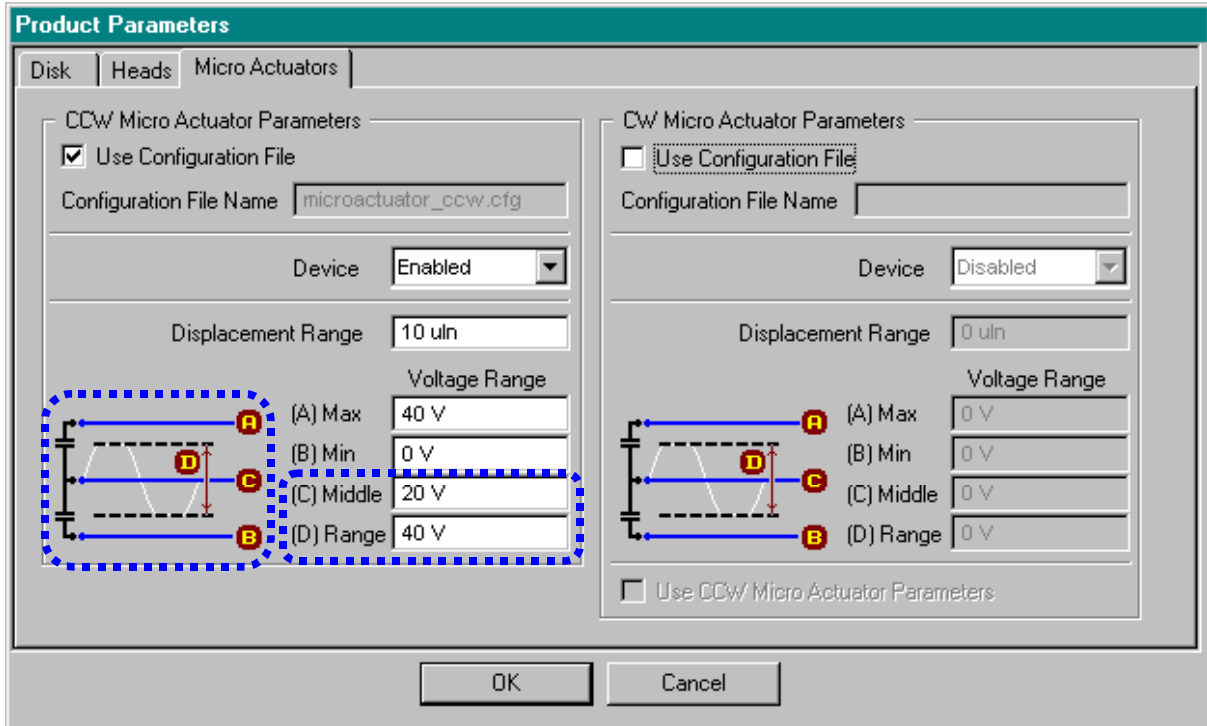 Product Parameters
Disk Heads Micro Actuators
CCW Micro Actuator Parameters
Use Configuration File
Configuration File Name microactuator_ccw.cfg
Device Enabled
Displacement Range 10 uIn
Voltage Range
A (A) Max 40 V
(B) Min 0 V
D
C (C) Middle 20 V
B (D) Range 40 V
CW Micro Actuator Parameters
Use Configuration File
Configuration File Name
Device Disabled
Displacement Range 0 uIn
Voltage Range
A (A) Max 0 V
(B) Min 0 V
D
C (C) Middle 0 V
B (D) Range 0 V
Use CCW Micro Actuator Parameters
OK Cancel